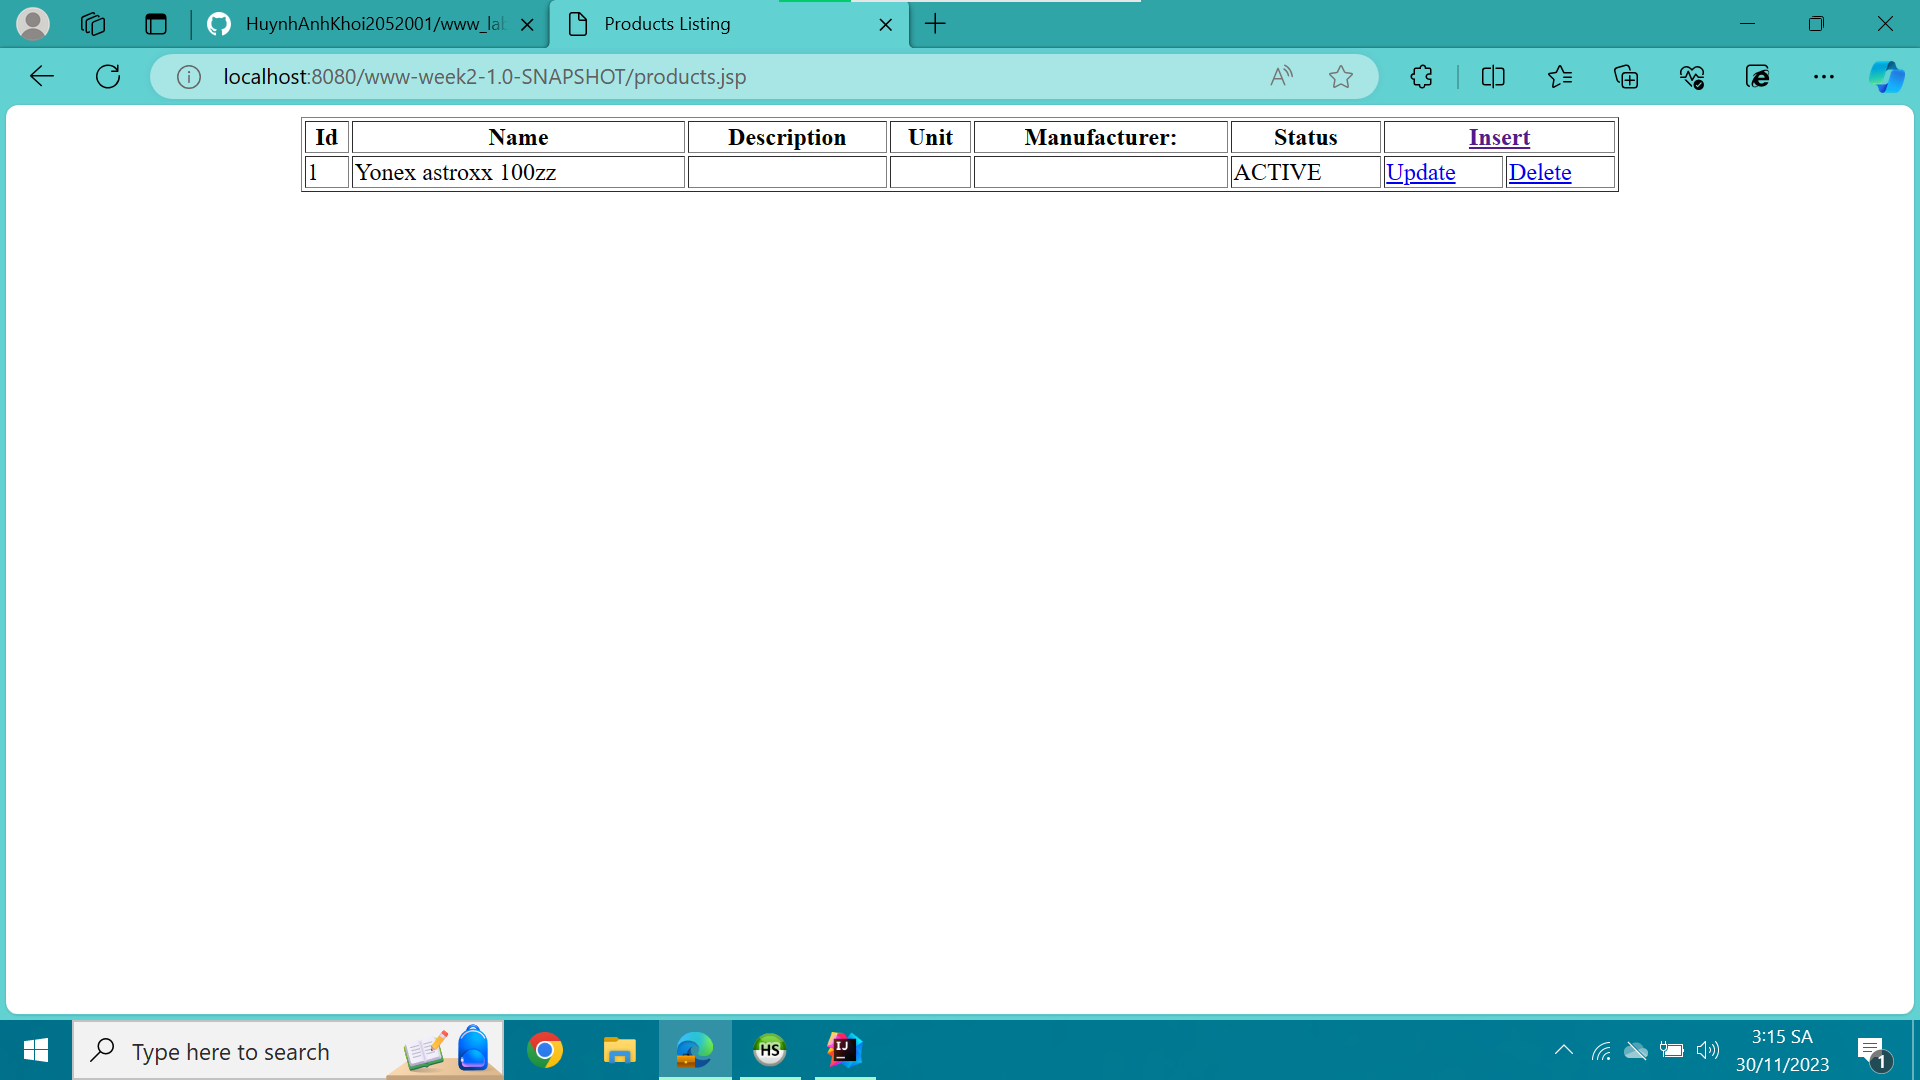 HuynhAnhKhoi2052001/www_lab
Products Listing
localhost:8080/www-week2-1.0-SNAPSHOT/products.jsp
Id Name Description Unit Manufacturer: Status Insert
1 Yonex astroxx 100zz ACTIVE Update Delete
Type here to search
HS
IJ
3:15 SA
30/11/2023
1